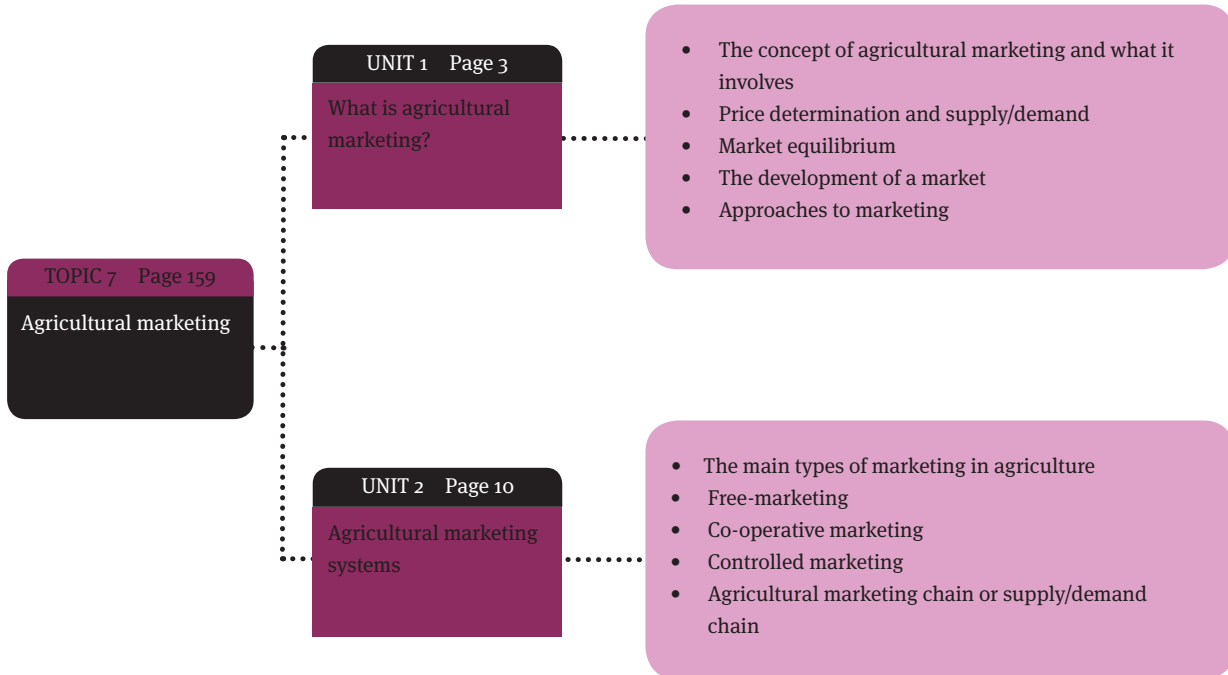 TOPIC 7 Page 159
Agricultural marketing
UNIT 1 Page 3
What is agricultural
marketing?
• The concept of agricultural marketing and what it
involves
• Price determination and supply/demand
• Market equilibrium
• The development of a market
• Approaches to marketing
UNIT 2 Page 10
Agricultural marketing
systems
• The main types of marketing in agriculture
• Free-marketing
• Co-operative marketing
• Controlled marketing
• Agricultural marketing chain or supply/demand
chain